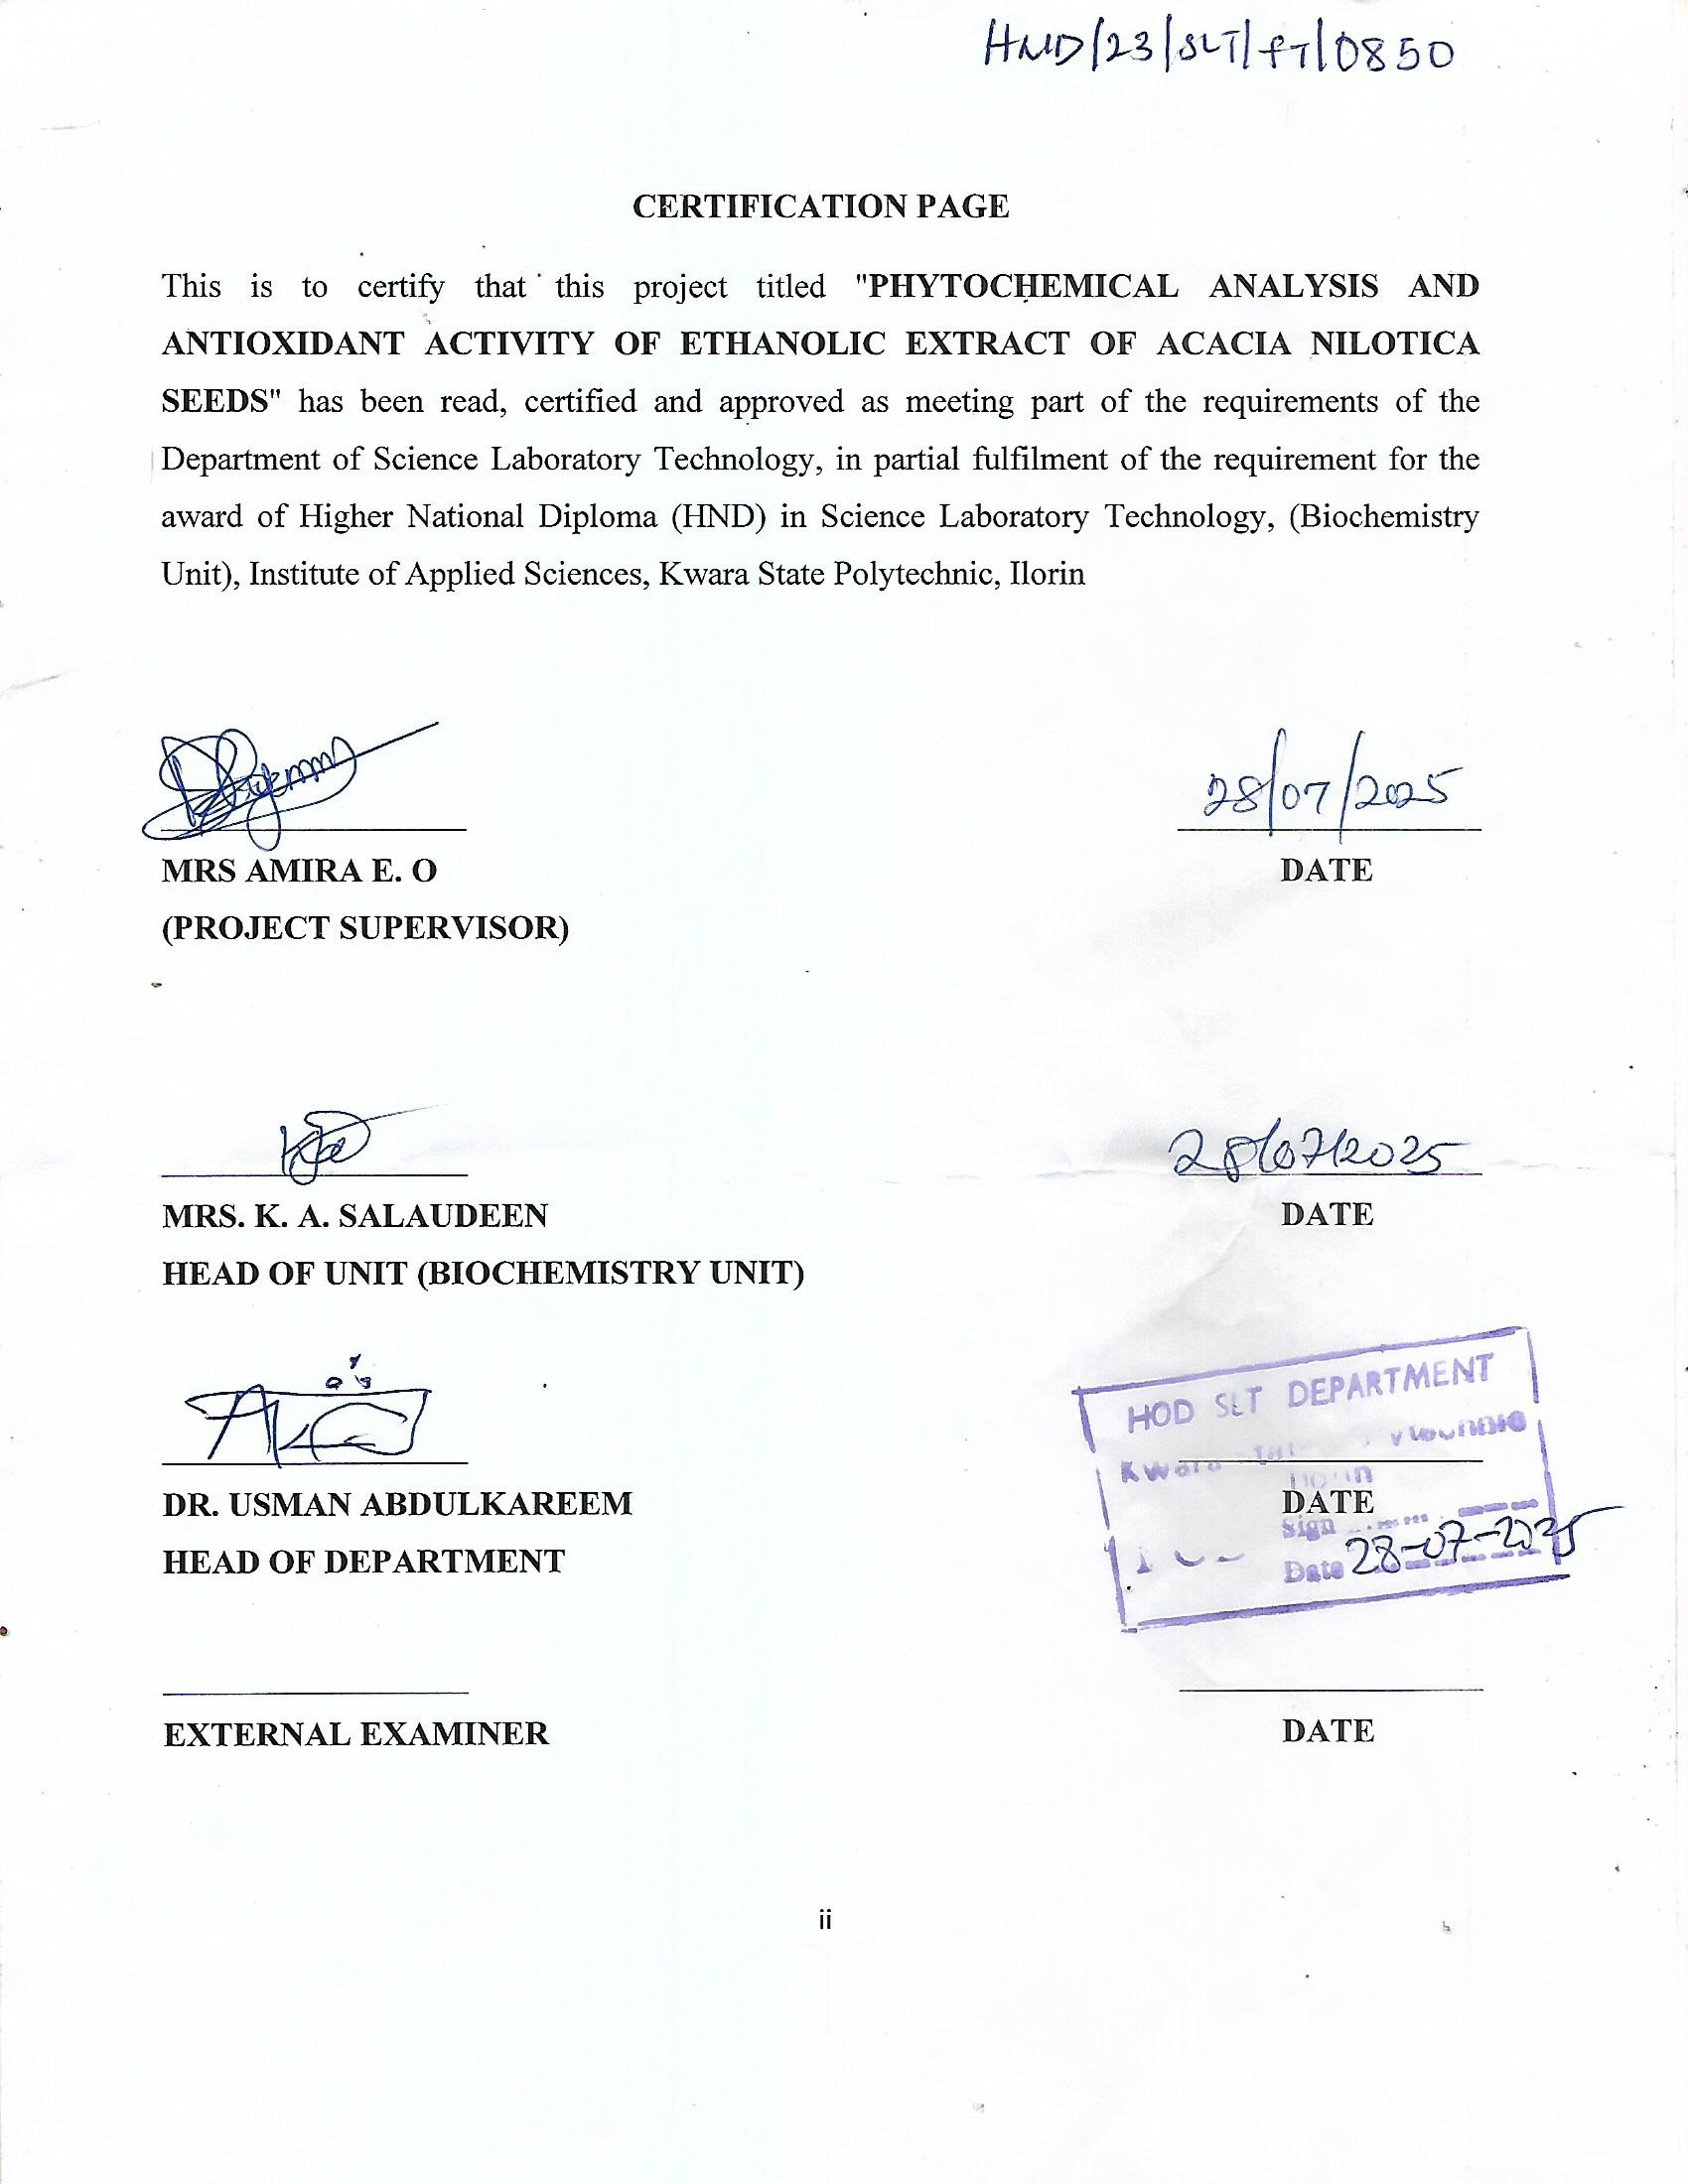 HND/23/SLT/FT/0850
CERTIFICATION PAGE
This is to certify that this project titled "PHYTOCHEMICAL ANALYSIS AND
ANTIOXIDANT ACTIVITY OF ETHANOLIC EXTRACT OF ACACIA NILOTICA
SEEDS" has been read, certified and approved as meeting part of the requirements of the
Department of Science Laboratory Technology, in partial fulfilment of the requirement for the
award of Higher National Diploma (HND) in Science Laboratory Technology, (Biochemistry
Unit), Institute of Applied Sciences, Kwara State Polytechnic, Ilorin
28/07/2025
MRS AMIRA E. O
DATE
(PROJECT SUPERVISOR)
28/07/2025
MRS. K. A. SALAUDEEN
DATE
HEAD OF UNIT (BIOCHEMISTRY UNIT)
HOD SLT DEPARTMENT
Kwara
DR. USMAN ABDULKAREEM
DATE
Sign
HEAD OF DEPARTMENT
Date 28-07-2025
EXTERNAL EXAMINER
DATE
ii